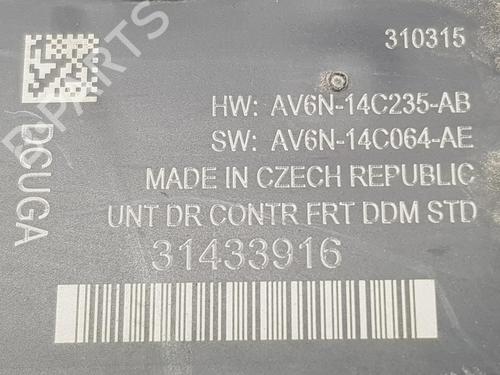 310315
HW: AV6N-14C235-AB
SW: AV6N-14C064-AE
MADE IN CZECH REPUBLIC
UNT DR CONTR FRT DDM STD
31433916
DCUGA